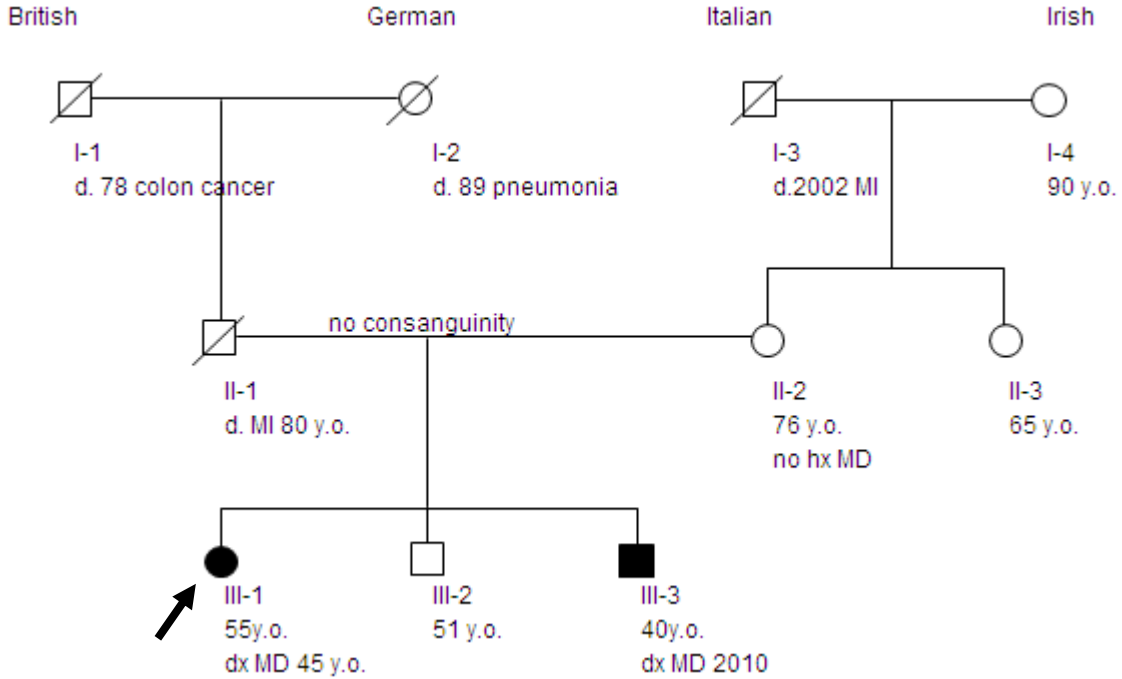 British
German
Italian
Irish
I-1
d. 78 colon cancer
I-2
d. 89 pneumonia
I-3
d.2002 MI
I-4
90 y.o.
no consanguinity
II-1
d. MI 80 y.o.
II-2
76 y.o.
no hx MD
II-3
65 y.o.
III-1
55y.o.
dx MD 45 y.o.
III-2
51 y.o.
III-3
40y.o.
dx MD 2010